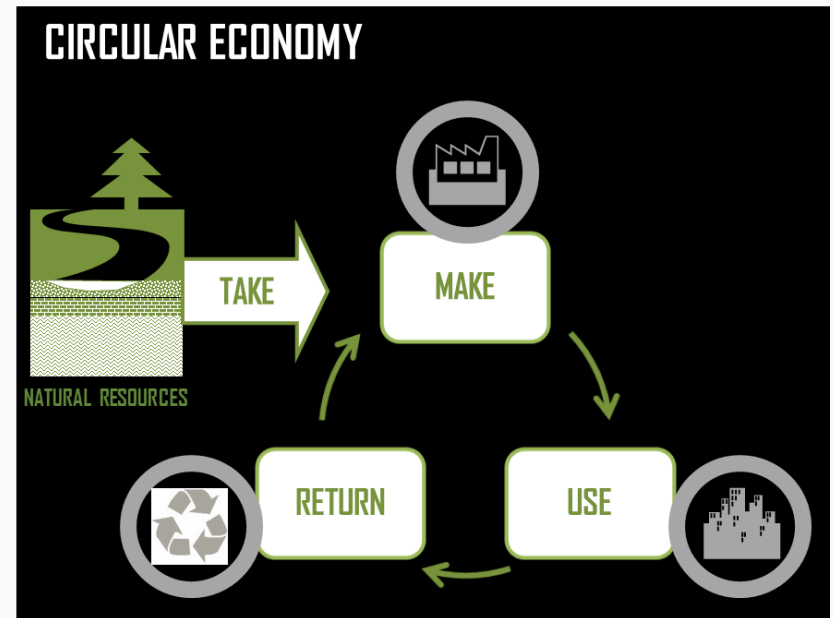 CIRCULAR ECONOMY
TAKE
MAKE
NATURAL RESOURCES
RETURN
USE